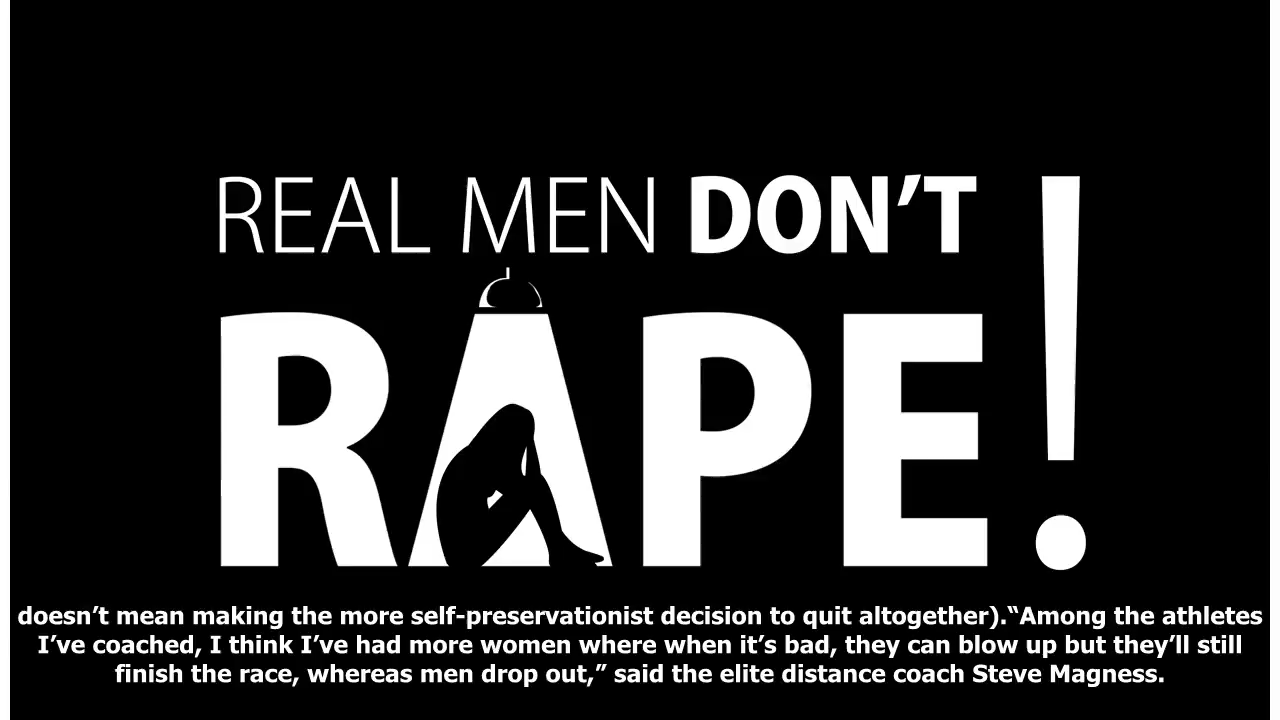 REAL MEN DON’T
RAPE!
doesn’t mean making the more self-preservationist decision to quit altogether).“Among the athletes
I’ve coached, I think I’ve had more women where when it’s bad, they can blow up but they’ll still
finish the race, whereas men drop out,” said the elite distance coach Steve Magness.